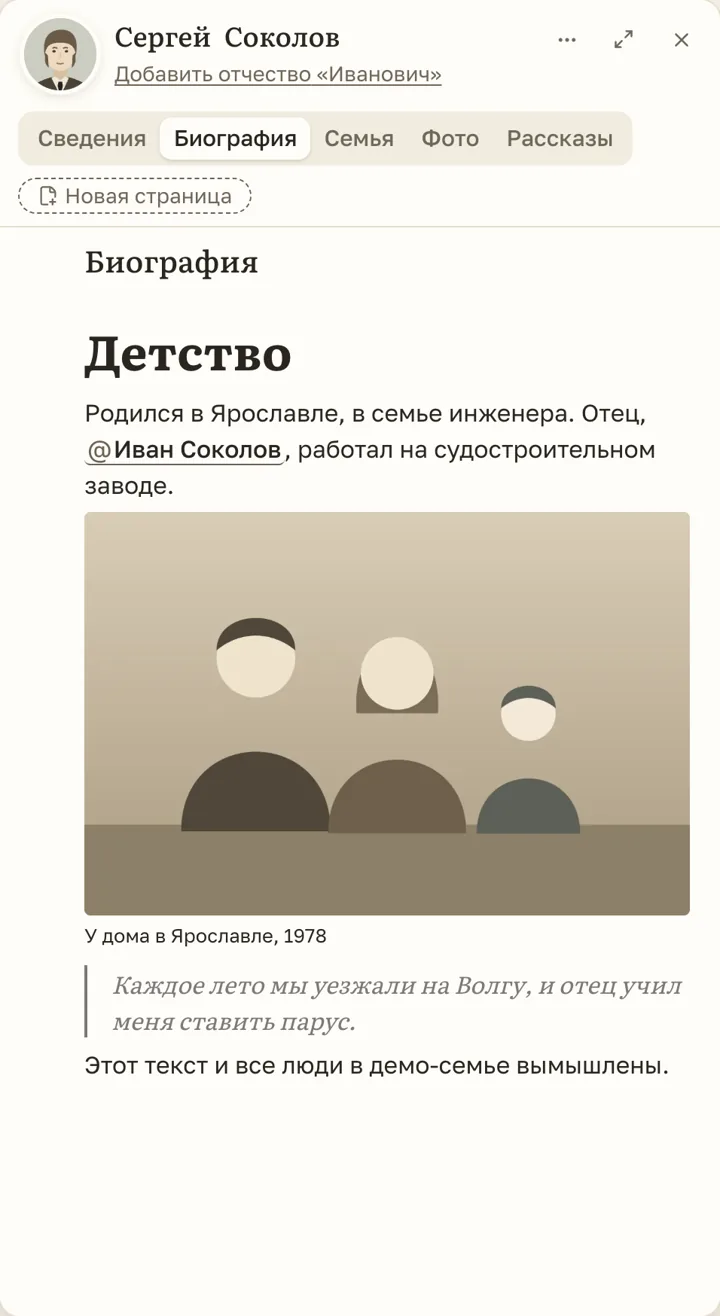 Сергей Соколов
Добавить отчество «Иванович»
Сведения Биография Семья Фото Рассказы
Новая страница
Биография
Детство
Родился в Ярославле, в семье инженера. Отец,
@Иван Соколов, работал на судостроительном
заводе.
У дома в Ярославле, 1978
Каждое лето мы уезжали на Волгу, и отец учил
меня ставить парус.
Этот текст и все люди в демо-семье вымышлены.